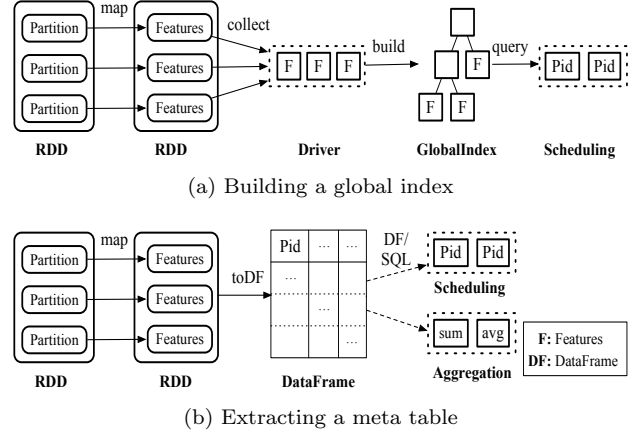 map
collect
build
query
Partition
Features
Partition
Features
Partition
Features
F F F
F
F F
Pid Pid
RDD
RDD
Driver
GlobalIndex
Scheduling
(a) Building a global index
map
toDF
DF/
SQL
Partition
Features
Partition
Features
Partition
Features
Pid ... ...
...
...
...
Pid Pid
Scheduling
sum avg
Aggregation
F: Features
DF: DataFrame
RDD
RDD
DataFrame
(b) Extracting a meta table